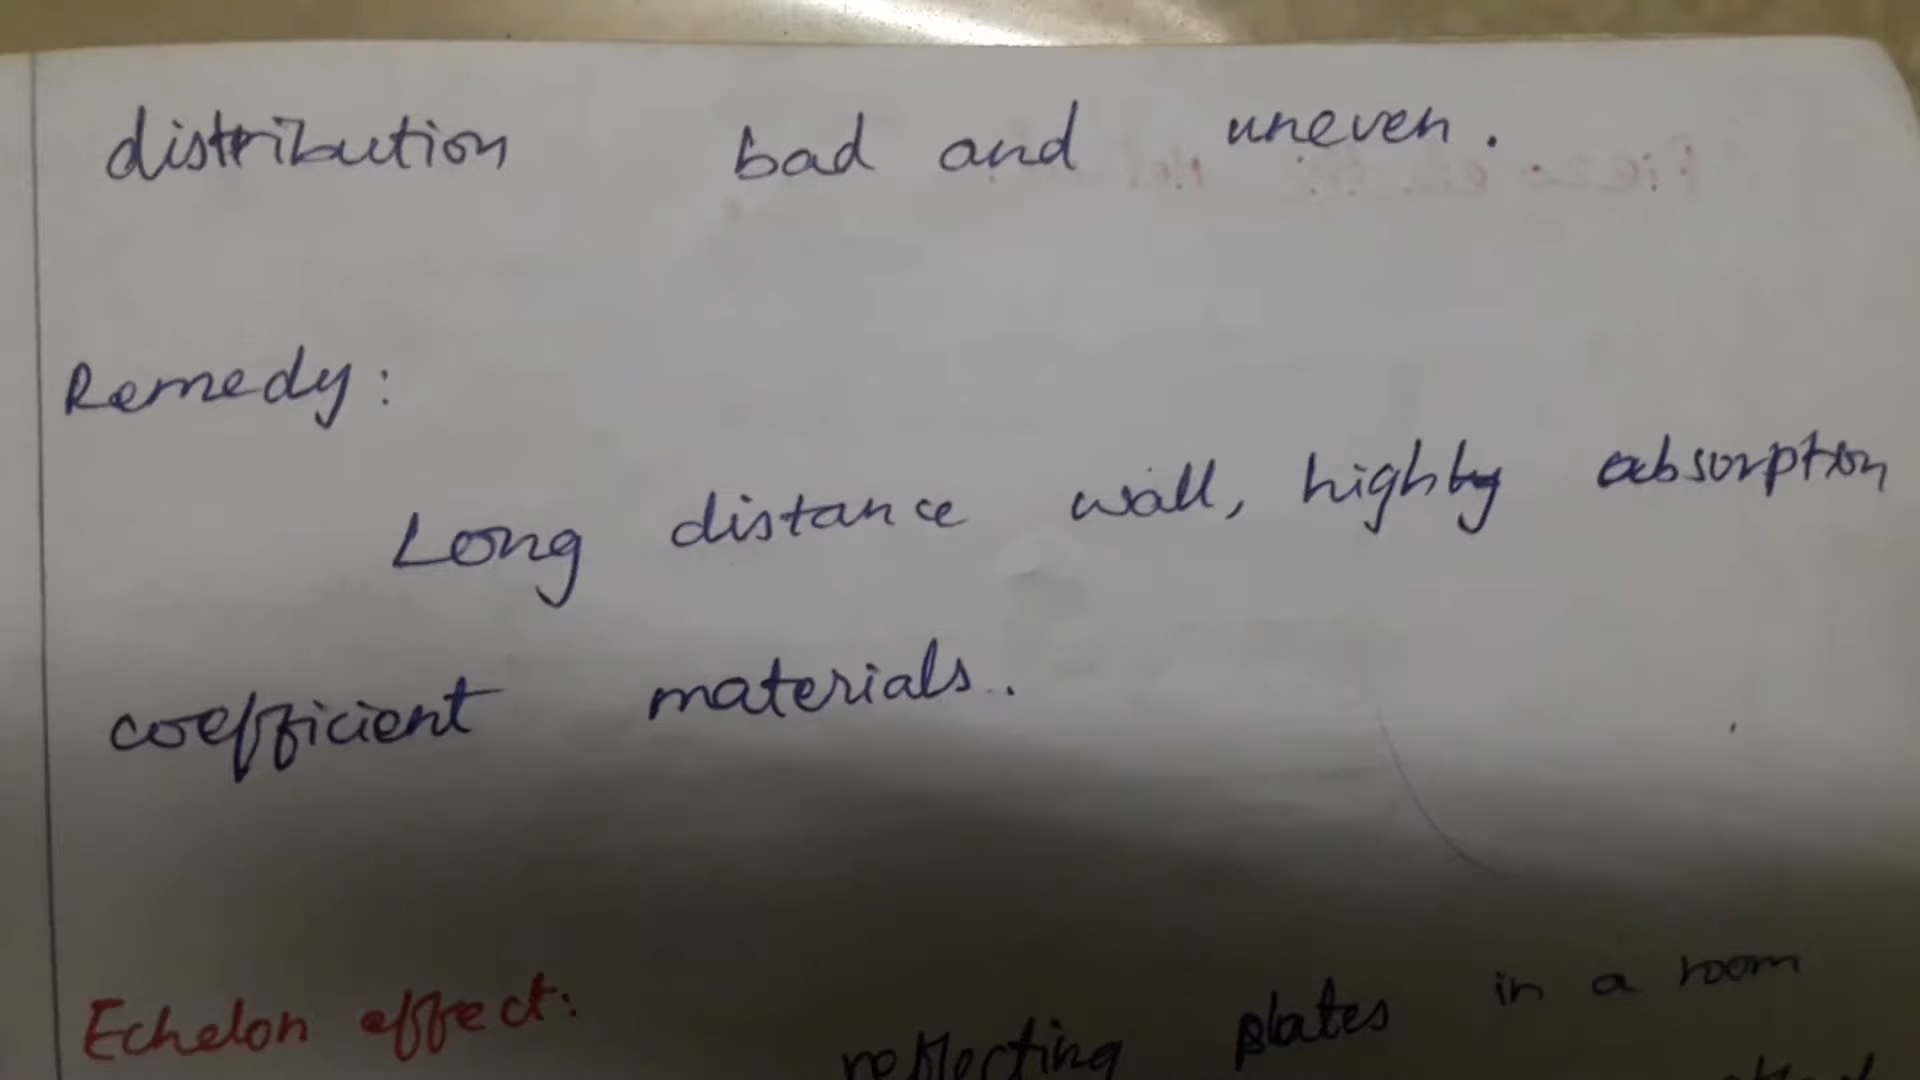 distribution bad and uneven.
Remedy:
Long distance wall, highly absorption
coefficient materials.
Echelon effect:
reflecting plates in a room